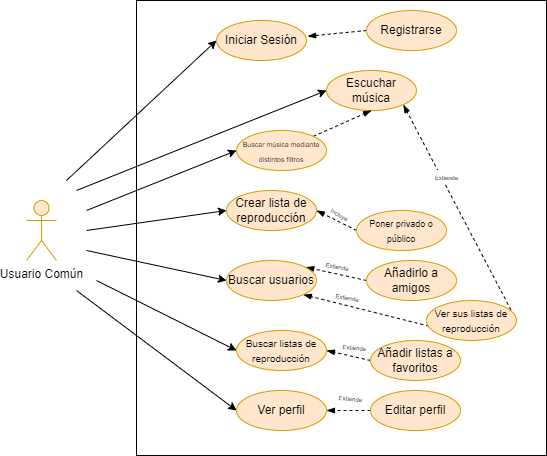 Iniciar Sesión
Registrarse
Escuchar
música
Buscar música mediante
distintos filtros
Extiende
Crear lista de
reproducción
Incluye
Poner privado o
público
Usuario Común
Buscar usuarios
Extiende
Añadirlo a
amigos
Extiende
Ver sus listas de
reproducción
Buscar listas de
reproducción
Extiende
Añadir listas a
favoritos
Ver perfil
Extiende
Editar perfil